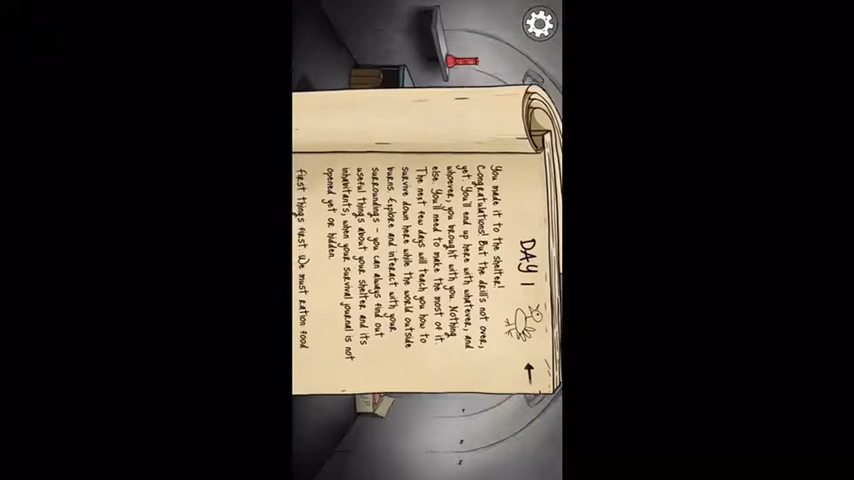 DAY 1
You made it to the shelter!
Congratulations! But the drill's not over,
yet. You'll end up here with whatever, and
whoever, you brought with you. Nothing
else. You'll need to make the most of it.
The next few days will teach you how to
survive down here while the world outside
burns. Explore and interact with your
surroundings - you can always find out
useful things about your shelter and its
inhabitants, when your survival journal is not
opened yet or hidden.
First things first. We must ration food